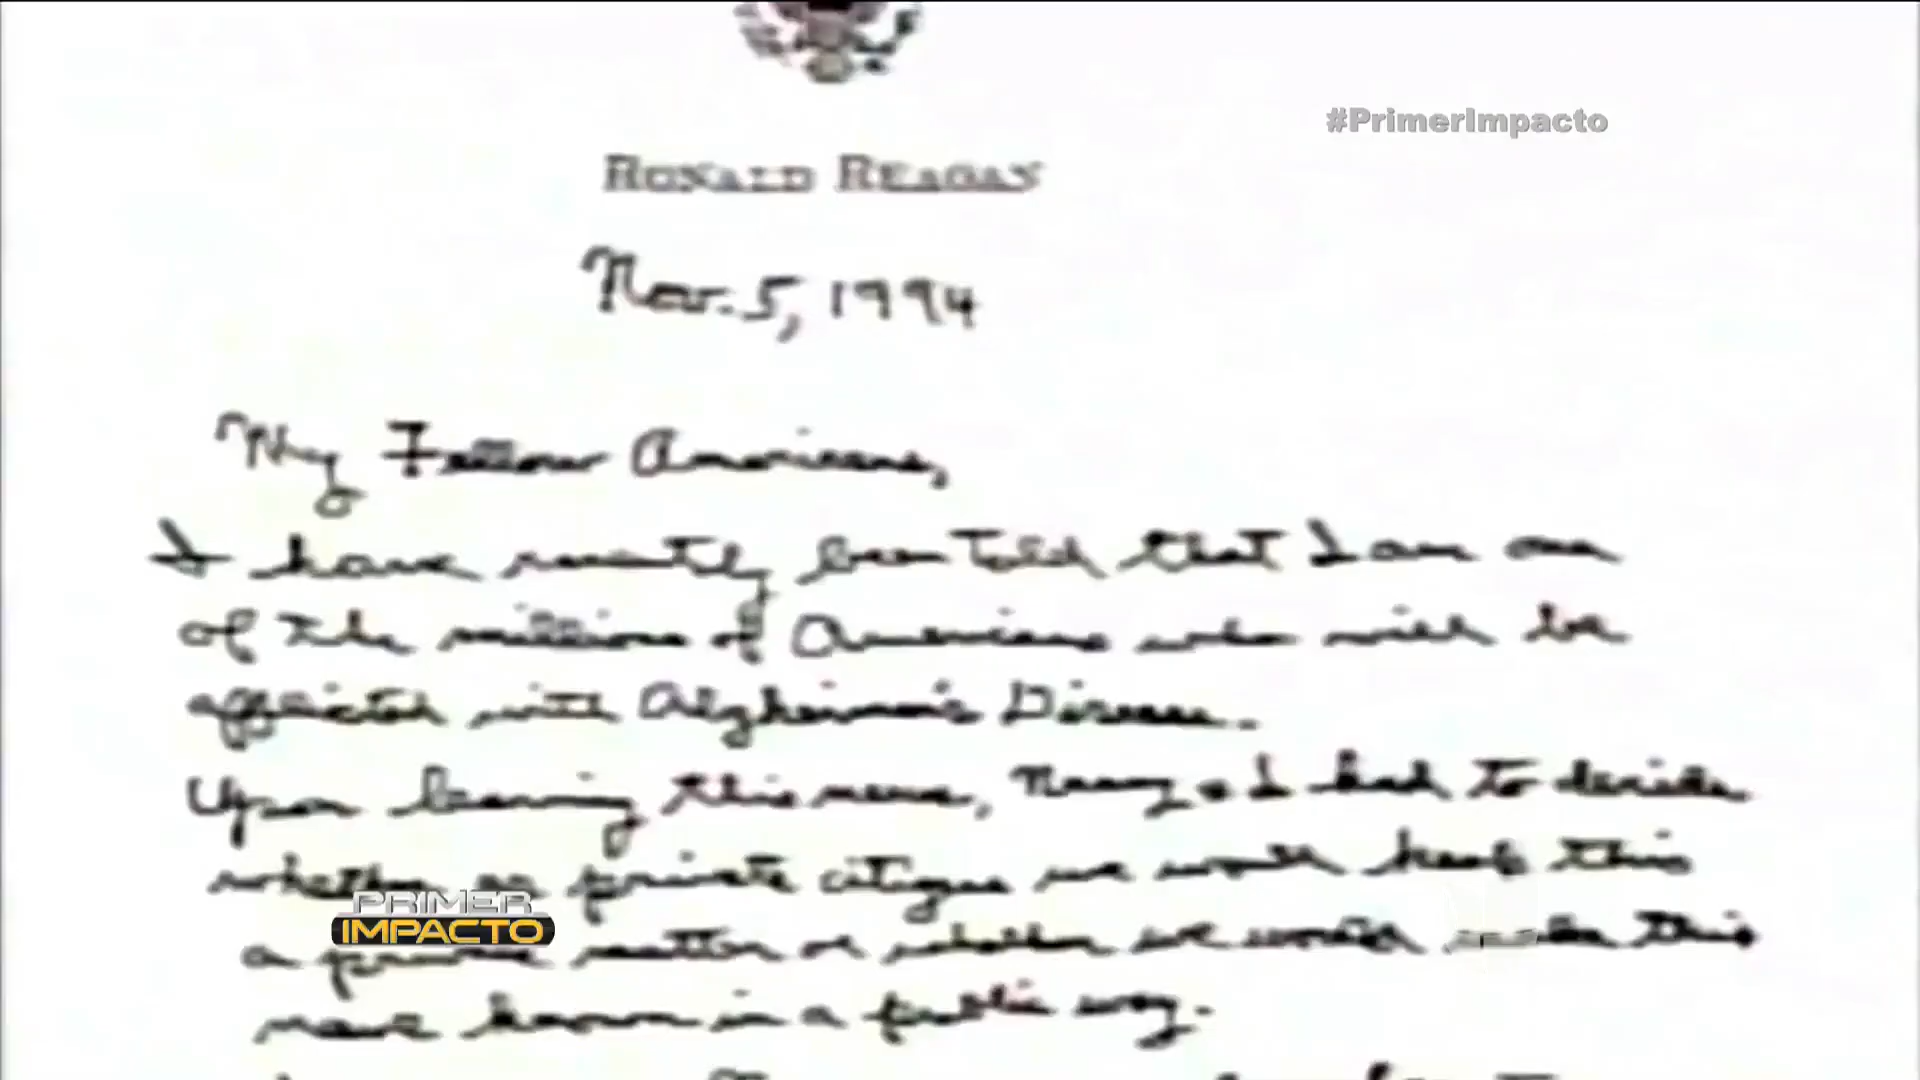 #PrimerImpacto
RONALD REAGAN
Nov. 5, 1994
My Fellow Americans,
I have recently been told that I am one
of the millions of Americans who will be
afflicted with Alzheimer's Disease.
Upon learning this news, Nancy & I had to decide
whether as private citizens we would keep this
a private matter or whether we would make this
news known in a public way.
PRIMER
IMPACTO